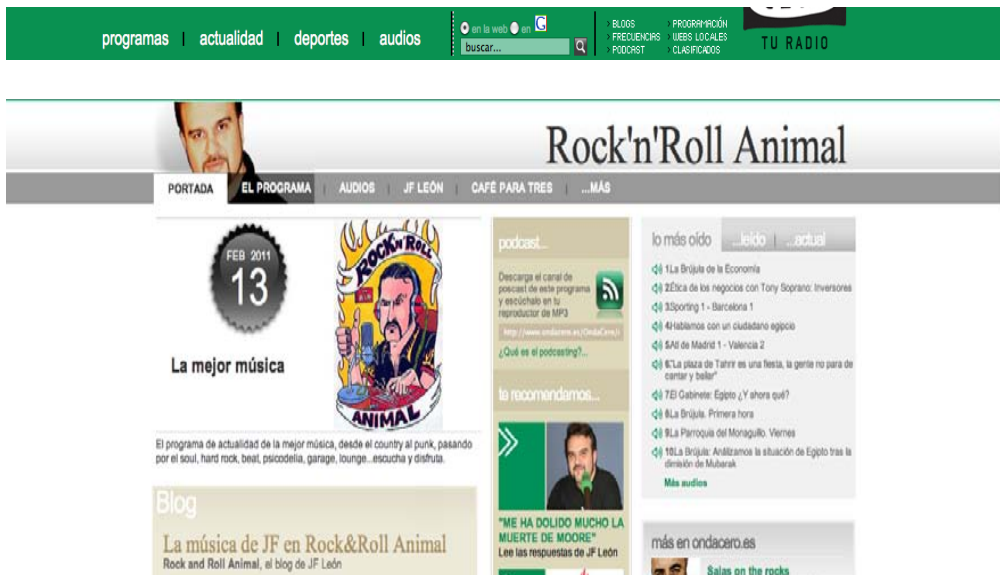 programas | actualidad | deportes | audios
en la web en G
buscar...
> BLOGS
> FRECUENCIAS
> PODCAST
> PROGRAMACIÓN
> WEBS LOCALES
> CLASIFICADOS
TU RADIO
Rock'n'Roll Animal
PORTADA EL PROGRAMA | AUDIOS | JF LEÓN | CAFÉ PARA TRES | ...MÁS
FEB 2011
13
La mejor música
ROCK N' ROLL
ANIMAL
El programa de actualidad de la mejor música, desde el country al punk, pasando
por el soul, hard rock, beat, psicodelia, garage, lounge...escucha y disfruta.
Blog
La música de JF en Rock&Roll Animal
Rock and Roll Animal, el blog de JF León
podcast...
Descarga el canal de
poscast de este programa
y escúchalo en tu
reproductor de MP3
http://www.ondacero.es/OndaCero/r
¿Qué es el podcasting?...
te recomendamos...
"ME HA DOLIDO MUCHO LA
MUERTE DE MOORE"
Lee las respuestas de JF León
lo más oído ...leído | ...actual
1La Brújula de la Economía
2Ética de los negocios con Tony Soprano: Inversores
3Sporting 1 - Barcelona 1
4Hablamos con un ciudadano egipcio
5Atl de Madrid 1 - Valencia 2
6"La plaza de Tahrir es una fiesta, la gente no para de
cantar y bailar"
7El Gabinete: Egipto ¿Y ahora qué?
8La Brújula. Primera hora
9La Parroquia del Monaguillo. Viernes
10La Brújula: Análizamos la situación de Egipto tras la
dimisión de Mubarak
Más audios
más en ondacero.es
Salas on the rocks